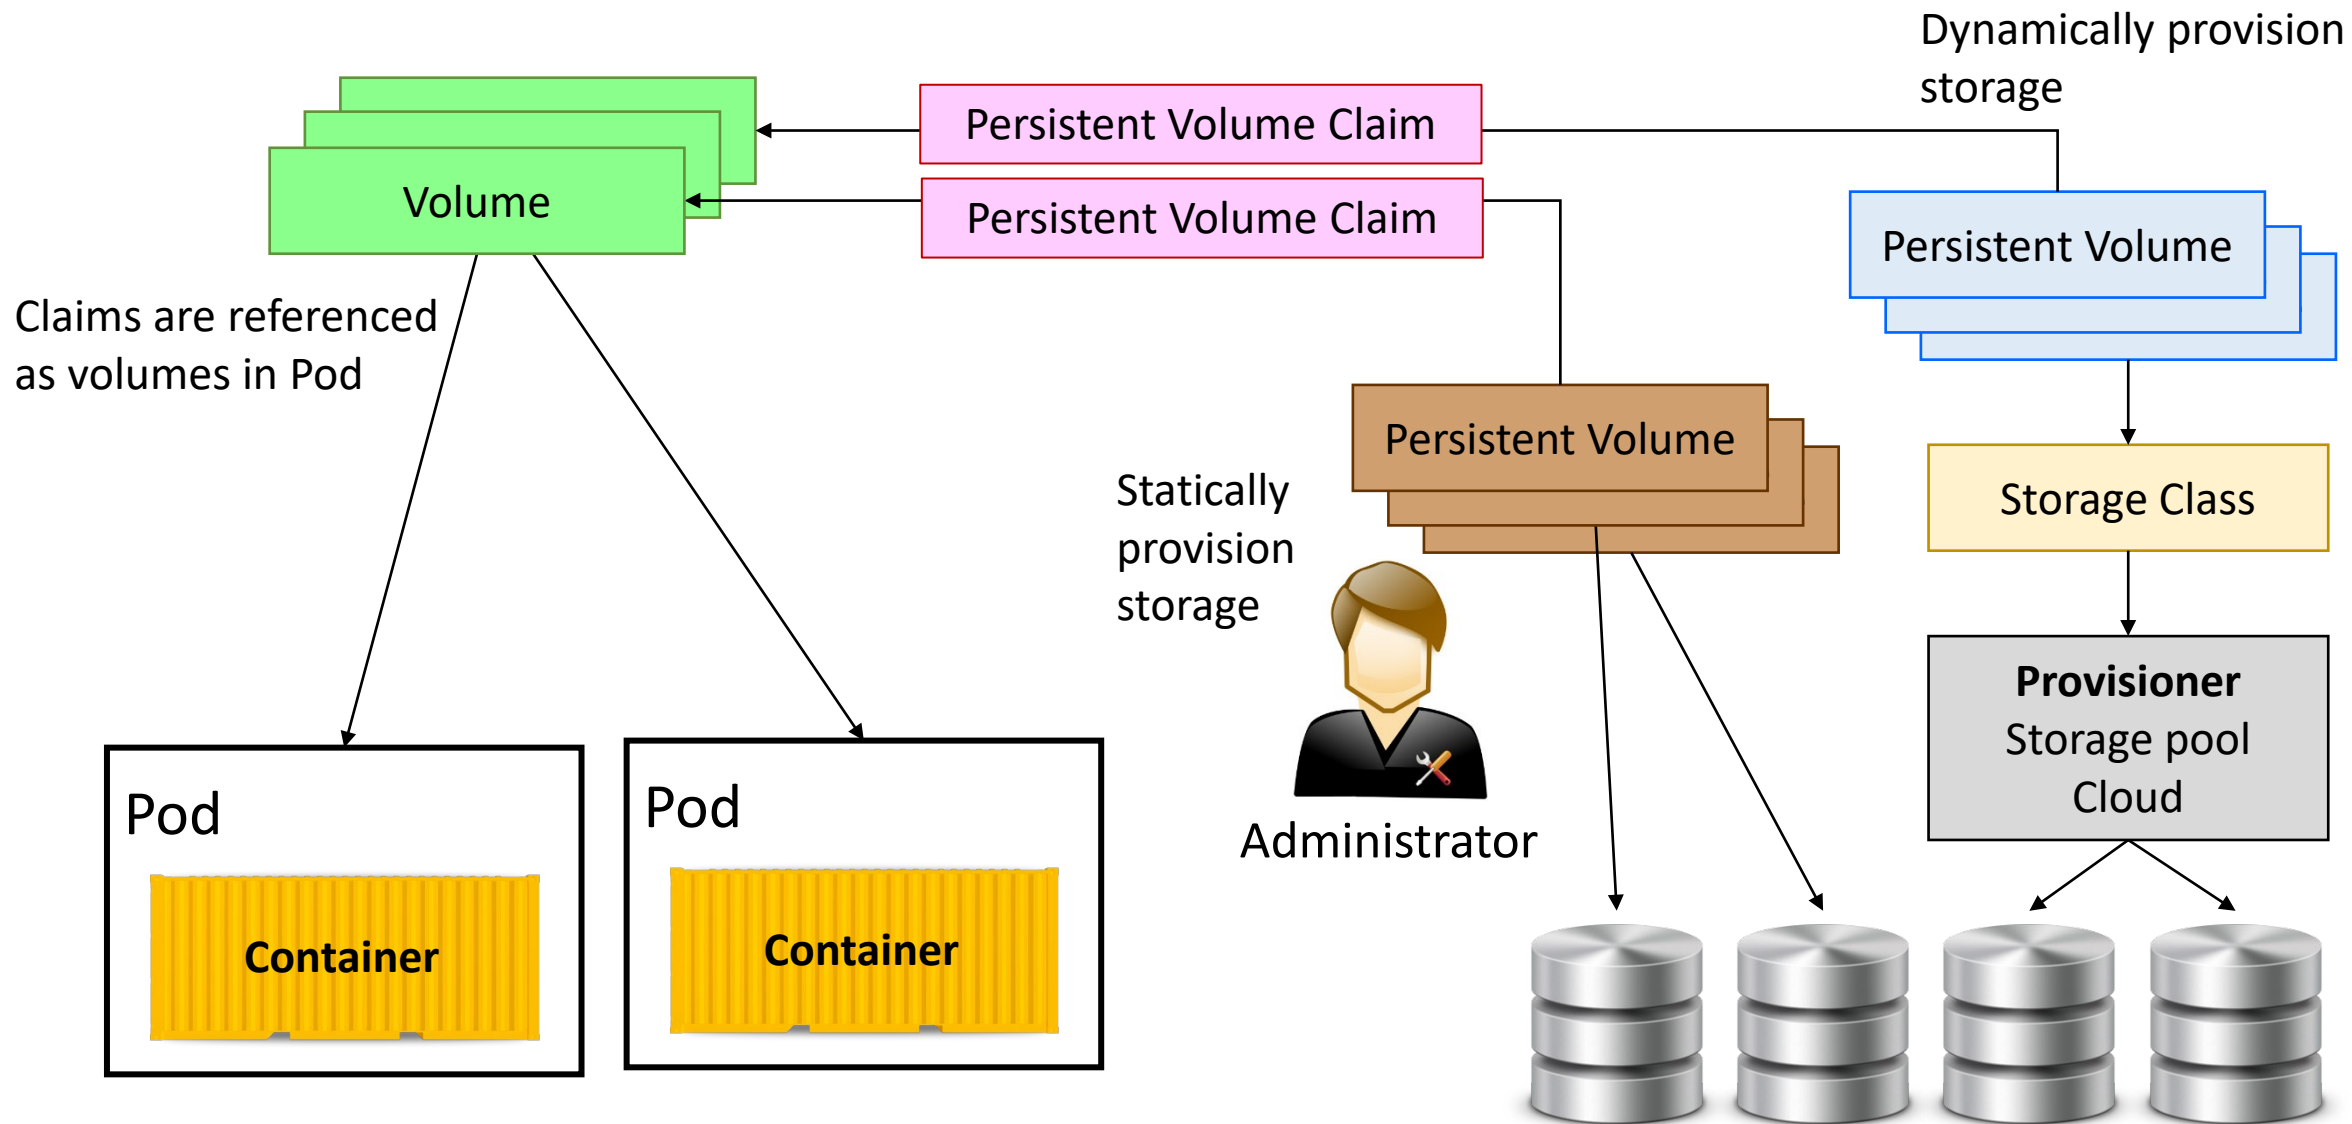 Dynamically provision
storage
Persistent Volume Claim
Volume
Persistent Volume Claim
Persistent Volume
Claims are referenced
as volumes in Pod
Persistent Volume
Statically
provision
storage
Storage Class
Provisioner
Storage pool
Cloud
Administrator
Pod
Container
Pod
Container